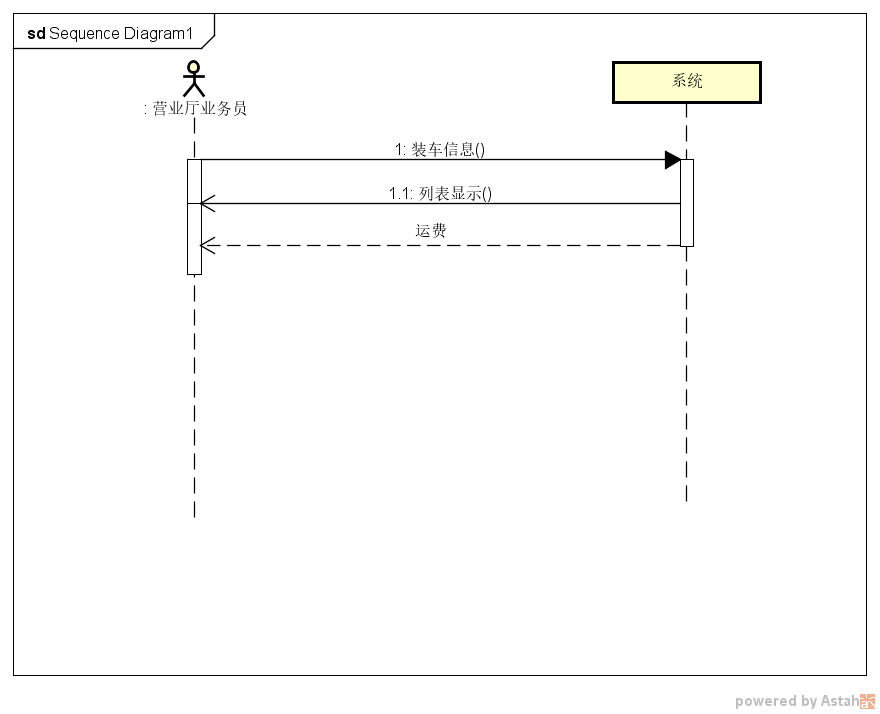 sd Sequence Diagram1
: 营业厅业务员
系统
1: 装车信息()
1.1: 列表显示()
运费
powered by Astah